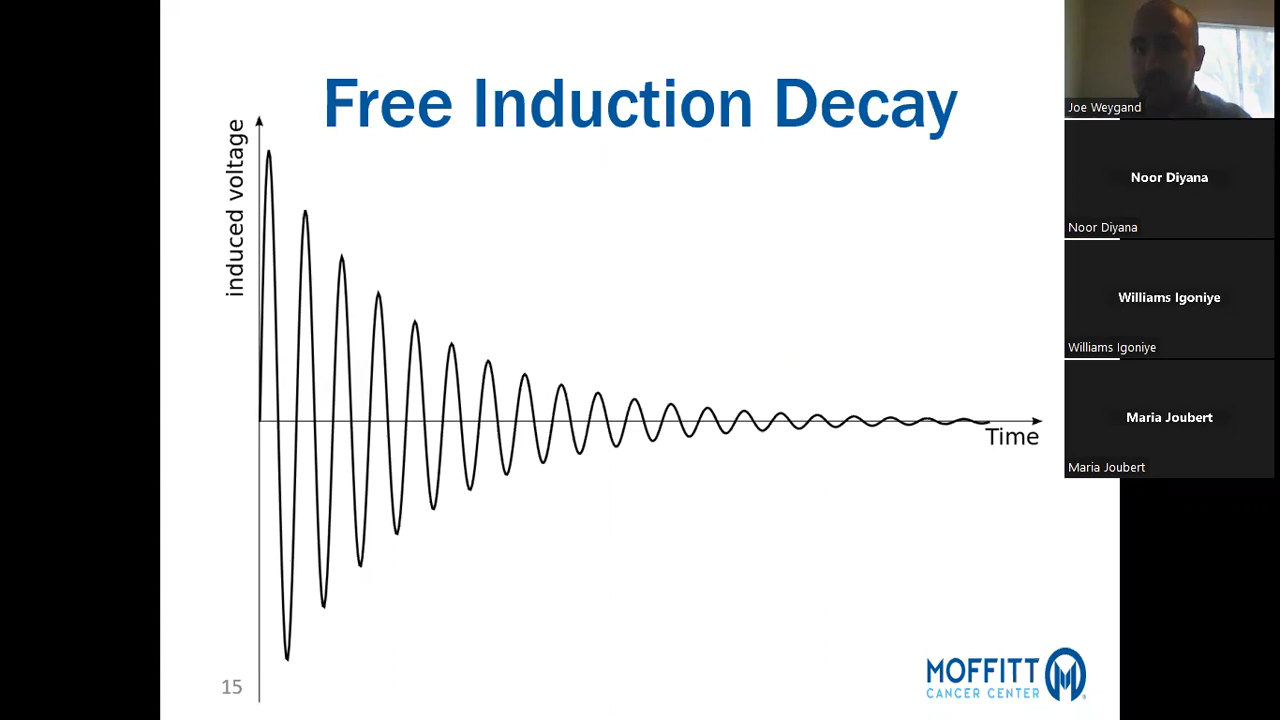 Free Induction Decay
induced voltage
Time
15
MOFFITT
CANCER CENTER
Joe Weygand
Noor Diyana
Noor Diyana
Williams Igoniye
Williams Igoniye
Maria Joubert
Maria Joubert